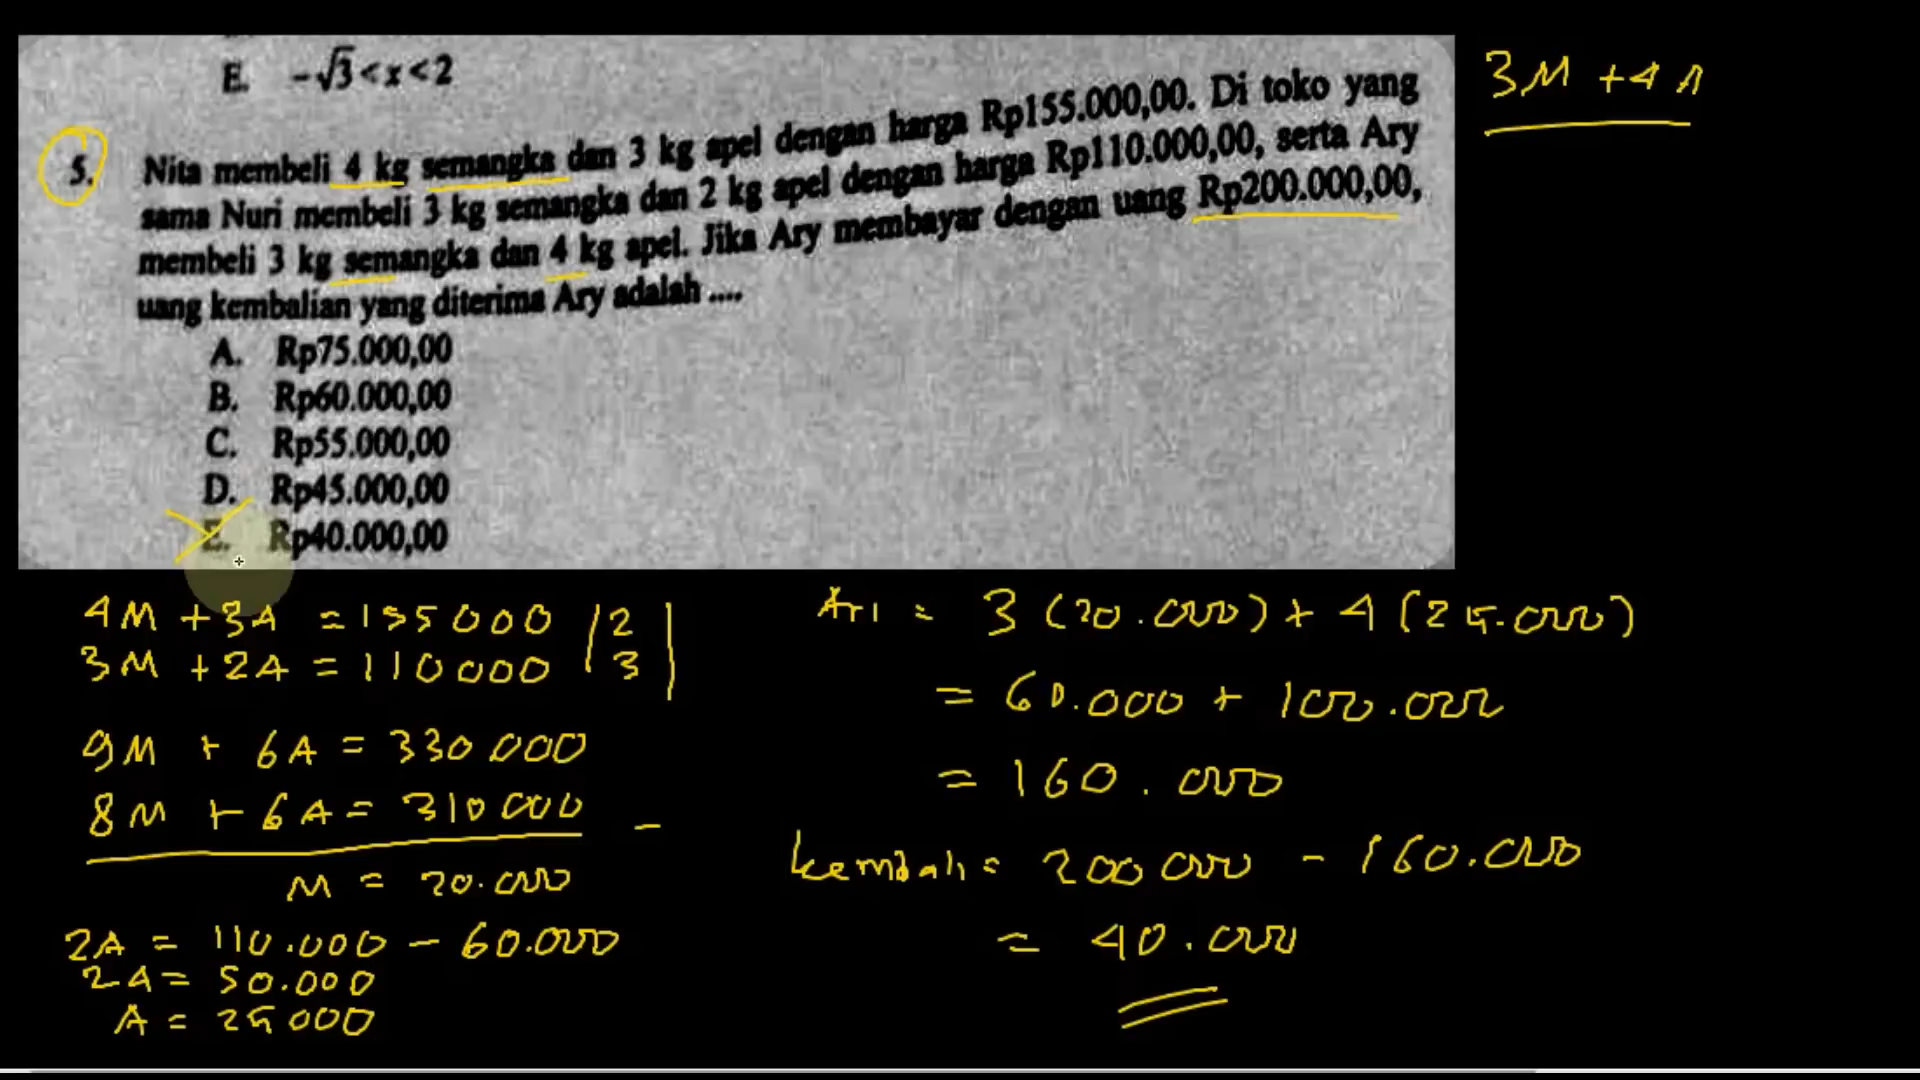 E. -√3 < x < 2
3M + 4A
5. Nita membeli 4 kg semangka dan 3 kg apel dengan harga Rp155.000,00. Di toko yang
sama Nuri membeli 3 kg semangka dan 2 kg apel dengan harga Rp110.000,00, serta Ary
membeli 3 kg semangka dan 4 kg apel. Jika Ary membayar dengan uang Rp200.000,00,
uang kembalian yang diterima Ary adalah ....
A. Rp75.000,00
B. Rp60.000,00
C. Rp55.000,00
D. Rp45.000,00
E. Rp40.000,00
4M + 3A = 155000 | 2 |
3M + 2A = 110000 | 3 |
9M + 6A = 330000
8M + 6A = 310000 -
M = 20.000
2A = 110.000 - 60.000
2A = 50.000
A = 25000
Ari = 3 (20.000) + 4 (25.000)
= 60.000 + 100.000
= 160.000
kembali = 200000 - 160.000
= 40.000